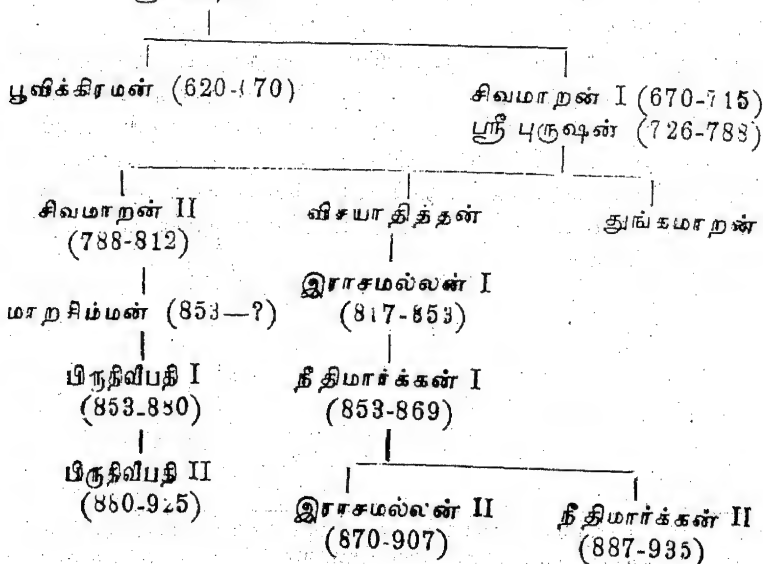 பூவிக்கிரமன் (620-670)
சிவமாறன் I (670-715)
ஸ்ரீ புருஷன் (726-788)
சிவமாறன் II
(788-812)
விசயாதித்தன்
துங்கமாறன்
இராசமல்லன் I
(817-853)
மாறசிம்மன் (853—?)
பிருதிவீபதி I
(853-880)
நீதிமார்க்கன் I
(853-869)
பிருதிவீபதி II
(880-925)
இராசமல்லன் II
(870-907)
நீதிமார்க்கன் II
(887-935)